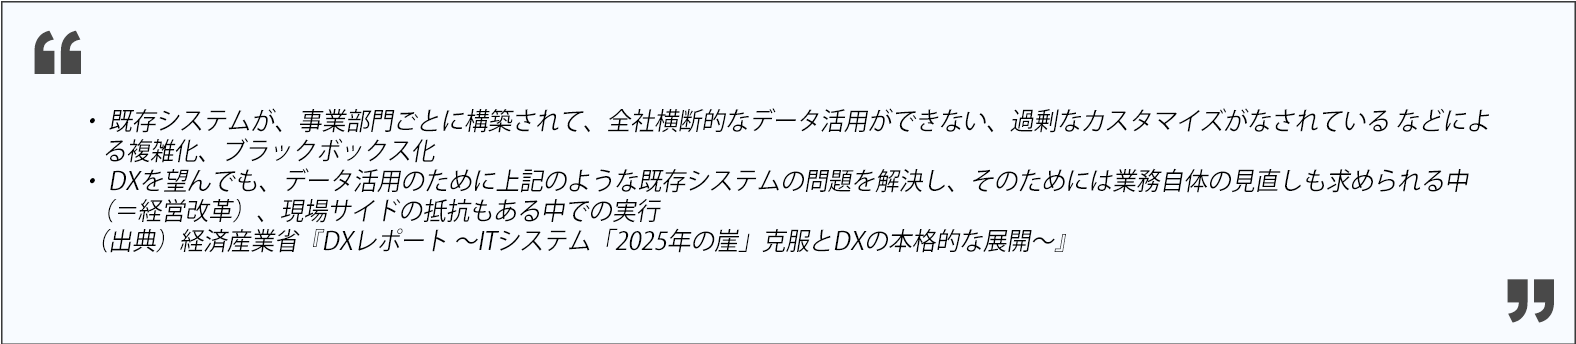 “
・ 既存システムが、事業部門ごとに構築されて、全社横断的なデータ活用ができない、過剰なカスタマイズがなされている などによ
る複雑化、ブラックボックス化
・ DXを望んでも、データ活用のために上記のような既存システムの問題を解決し、そのためには業務自体の見直しも求められる中
（＝経営改革）、現場サイドの抵抗もある中での実行
（出典）経済産業省『DXレポート ～ITシステム「2025年の崖」克服とDXの本格的な展開～』
”